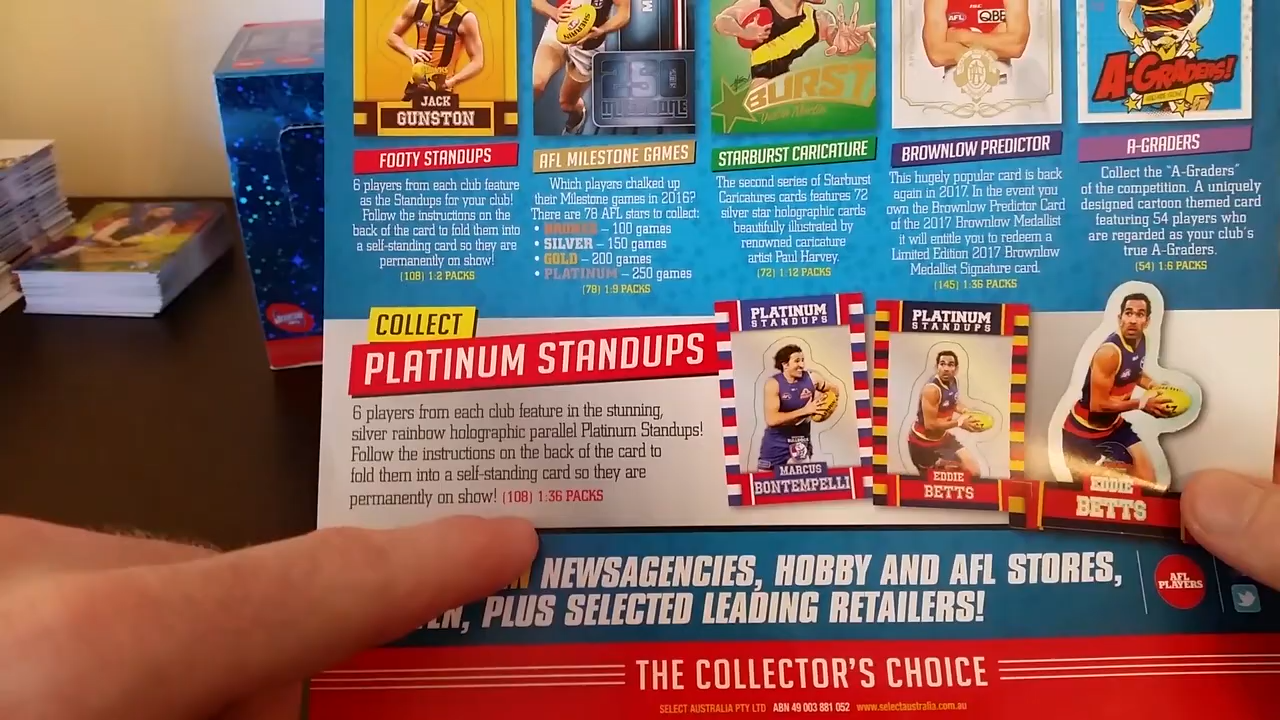 JACK
GUNSTON
250
MILESTONE
BURST
Dustin Martin
AFL
QBE
A-GRADERS!
FOOTY STANDUPS
6 players from each club feature
as the Standups for your club!
Follow the instructions on the
back of the card to fold them into
a self-standing card so they are
permanently on show!
(108) 1:2 PACKS
AFL MILESTONE GAMES
Which players chalked up
their Milestone games in 2016?
There are 78 AFL stars to collect:
• BRONZE – 100 games
• SILVER – 150 games
• GOLD – 200 games
• PLATINUM – 250 games
(78) 1:9 PACKS
STARBURST CARICATURE
The second series of Starburst
Caricatures cards features 72
silver star holographic cards
beautifully illustrated by
renowned caricature
artist Paul Harvey.
(72) 1:12 PACKS
BROWNLOW PREDICTOR
This hugely popular card is back
again in 2017. In the event you
own the Brownlow Predictor Card
of the 2017 Brownlow Medallist
it will entitle you to redeem a
Limited Edition 2017 Brownlow
Medallist Signature card.
(145) 1:36 PACKS
A-GRADERS
Collect the "A-Graders"
of the competition. A uniquely
designed cartoon themed card
featuring 54 players who
are regarded as your club's
true A-Graders.
(54) 1:6 PACKS
COLLECT
PLATINUM STANDUPS
6 players from each club feature in the stunning,
silver rainbow holographic parallel Platinum Standups!
Follow the instructions on the back of the card to
fold them into a self-standing card so they are
permanently on show! (108) 1:36 PACKS
PLATINUM
STANDUPS
MARCUS
BONTEMPELLI
PLATINUM
STANDUPS
EDDIE
BETTS
EDDIE
BETTS
NEWSAGENCIES, HOBBY AND AFL STORES,
PLUS SELECTED LEADING RETAILERS!
AFL
PLAYERS
THE COLLECTOR'S CHOICE
SELECT AUSTRALIA PTY LTD ABN 49 003 881 052 www.selectaustralia.com.au